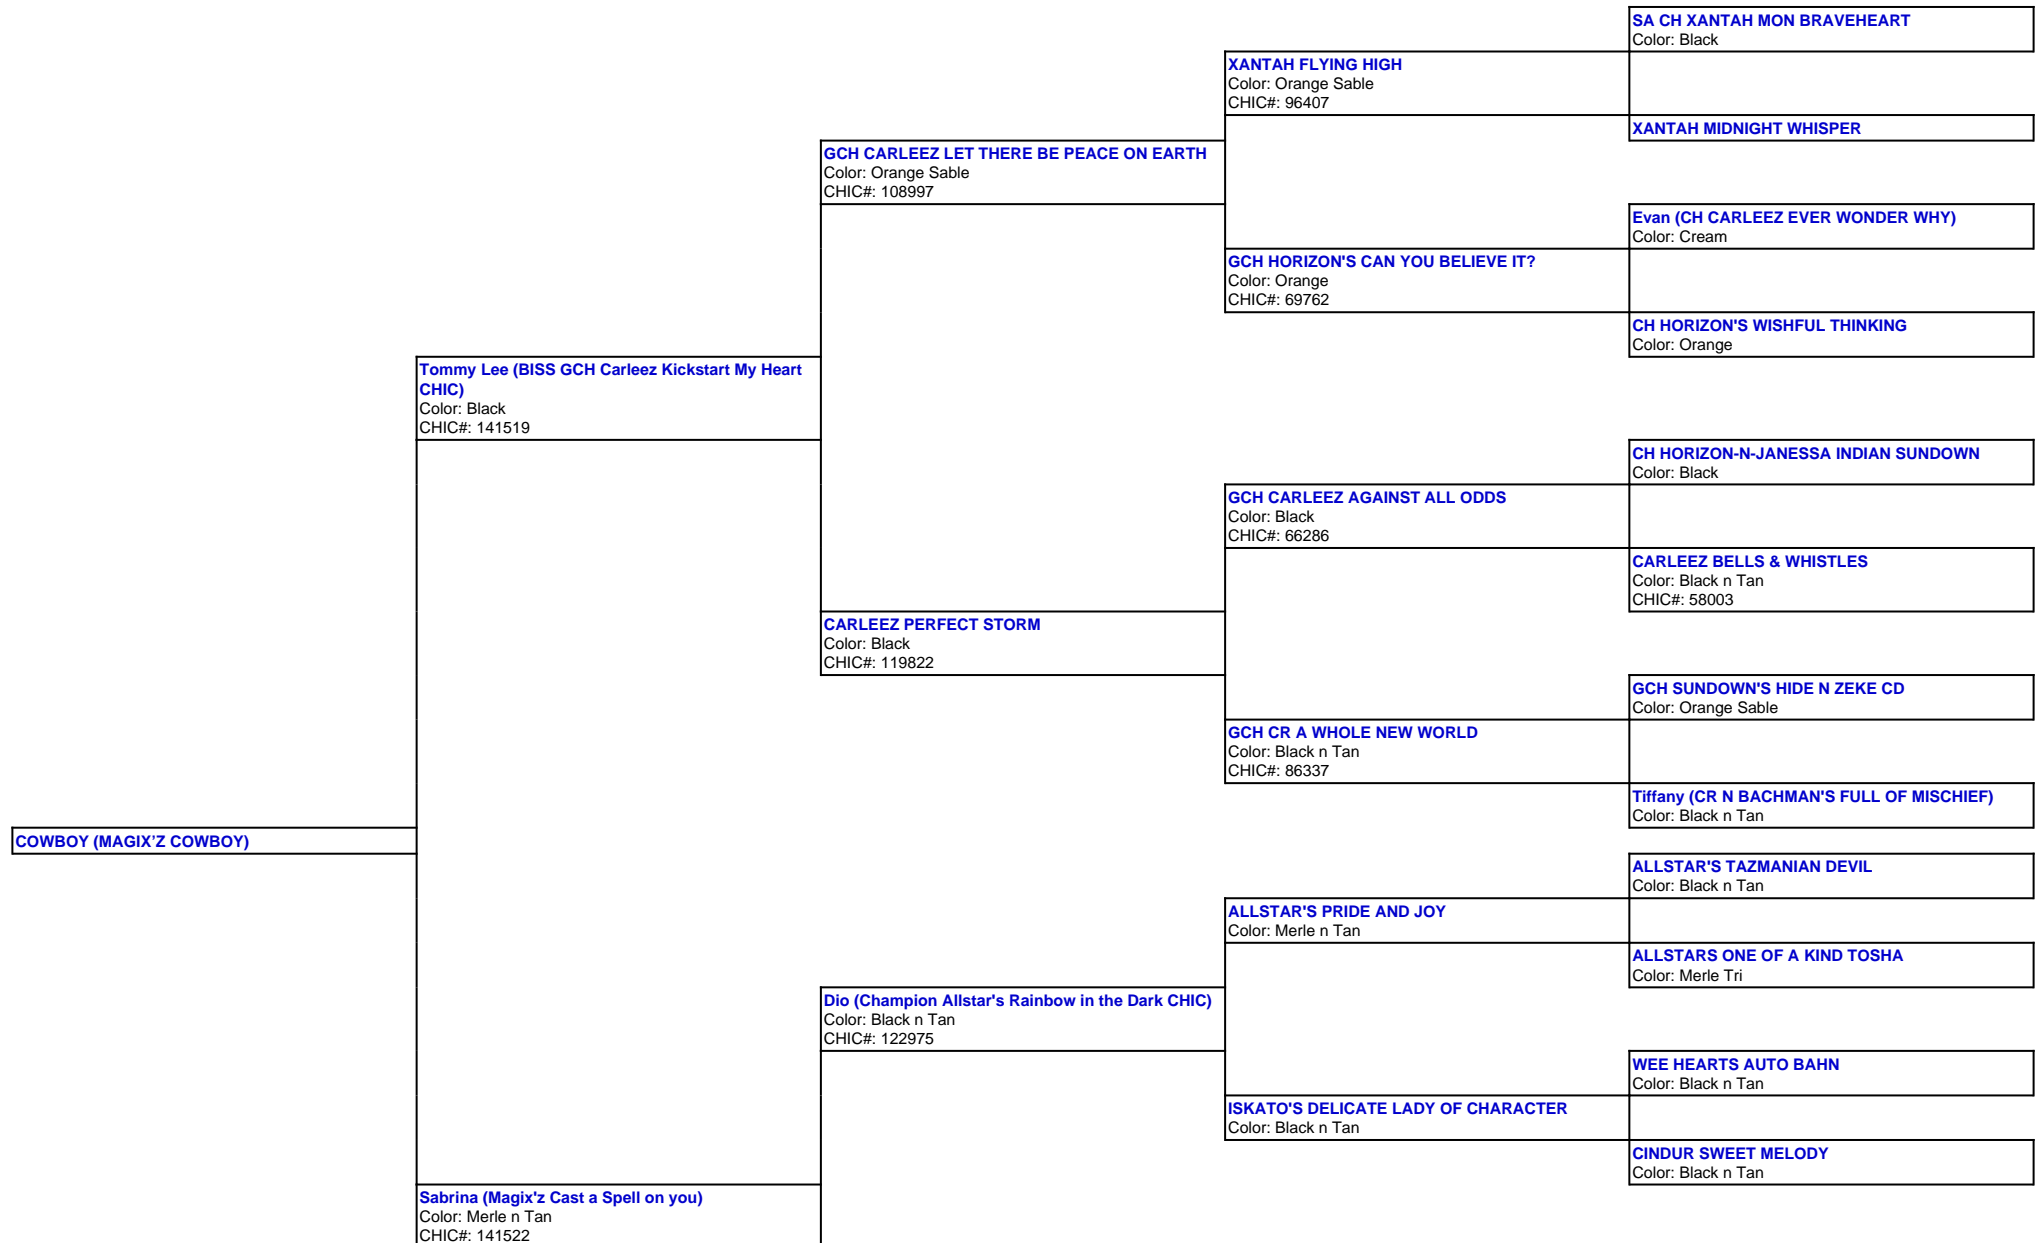 SA CH XANTAH MON BRAVEHEART
Color: Black
XANTAH FLYING HIGH
Color: Orange Sable
CHIC#: 96407
XANTAH MIDNIGHT WHISPER
GCH CARLEEZ LET THERE BE PEACE ON EARTH
Color: Orange Sable
CHIC#: 108997
Evan (CH CARLEEZ EVER WONDER WHY)
Color: Cream
GCH HORIZON'S CAN YOU BELIEVE IT?
Color: Orange
CHIC#: 69762
CH HORIZON'S WISHFUL THINKING
Color: Orange
Tommy Lee (BISS GCH Carleez Kickstart My Heart
CHIC)
Color: Black
CHIC#: 141519
CH HORIZON-N-JANESSA INDIAN SUNDOWN
Color: Black
GCH CARLEEZ AGAINST ALL ODDS
Color: Black
CHIC#: 66286
CARLEEZ BELLS & WHISTLES
Color: Black n Tan
CHIC#: 58003
CARLEEZ PERFECT STORM
Color: Black
CHIC#: 119822
GCH SUNDOWN'S HIDE N ZEKE CD
Color: Orange Sable
GCH CR A WHOLE NEW WORLD
Color: Black n Tan
CHIC#: 86337
Tiffany (CR N BACHMAN'S FULL OF MISCHIEF)
Color: Black n Tan
COWBOY (MAGIX’Z COWBOY)
ALLSTAR'S TAZMANIAN DEVIL
Color: Black n Tan
ALLSTAR'S PRIDE AND JOY
Color: Merle n Tan
ALLSTARS ONE OF A KIND TOSHA
Color: Merle Tri
Dio (Champion Allstar's Rainbow in the Dark CHIC)
Color: Black n Tan
CHIC#: 122975
WEE HEARTS AUTO BAHN
Color: Black n Tan
ISKATO'S DELICATE LADY OF CHARACTER
Color: Black n Tan
CINDUR SWEET MELODY
Color: Black n Tan
Sabrina (Magix'z Cast a Spell on you)
Color: Merle n Tan
CHIC#: 141522